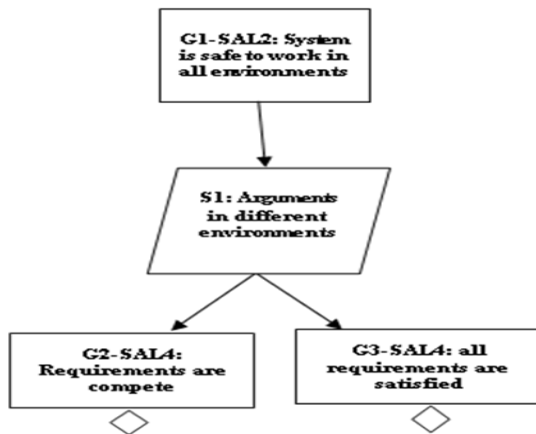 G1-SAL2: System
is safe to work in
all environments
S1: Arguments
in different
environments
G2-SAL4:
Requirements are
compete
G3-SAL4: all
requirements are
satisfied